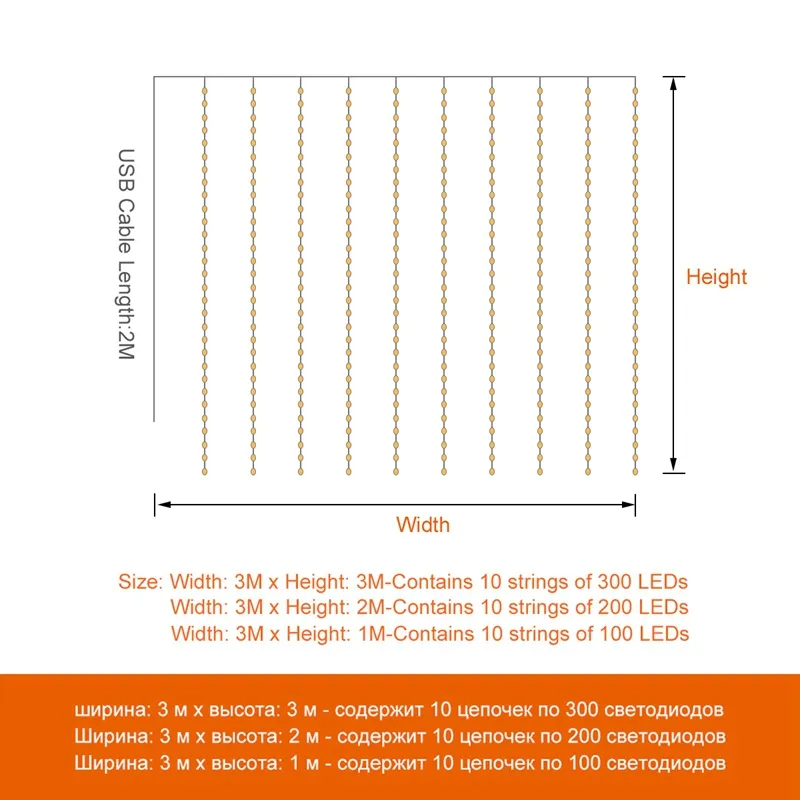 USB Cable Length:2M
Height
Width
Size: Width: 3M x Height: 3M-Contains 10 strings of 300 LEDs
Width: 3M x Height: 2M-Contains 10 strings of 200 LEDs
Width: 3M x Height: 1M-Contains 10 strings of 100 LEDs
ширина: 3 м х высота: 3 м - содержит 10 цепочек по 300 светодиодов
Ширина: 3 м х высота: 2 м - содержит 10 цепочек по 200 светодиодов
Ширина: 3 м х высота: 1 м - содержит 10 цепочек по 100 светодиодов